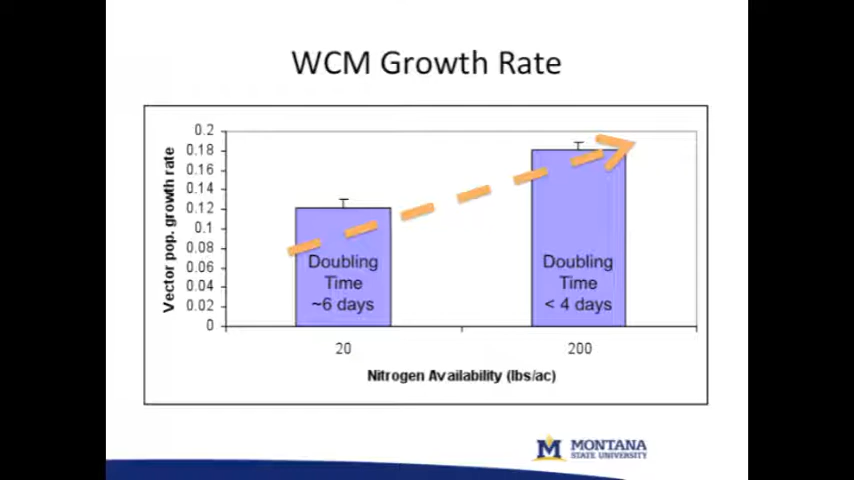 WCM Growth Rate
Vector pop. growth rate
0.2
0.18
0.16
0.14
0.12
0.1
0.08
0.06
0.04
0.02
0
Doubling
Time
~6 days
Doubling
Time
< 4 days
20
200
Nitrogen Availability (lbs/ac)
M MONTANA
STATE UNIVERSITY